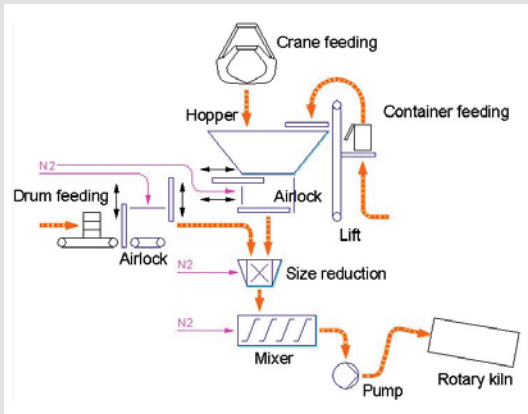 Crane feeding
Hopper
Container feeding
N2
Drum feeding
Airlock
Airlock
Lift
N2
Size reduction
N2
Mixer
Pump
Rotary kiln